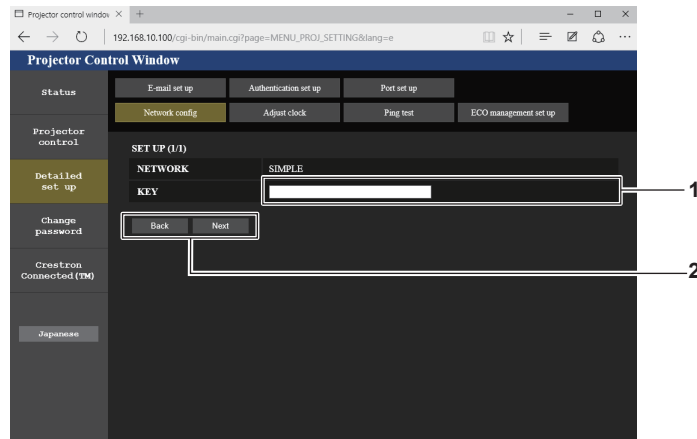 Projector control window
192.168.10.100/cgi-bin/main.cgi?page=MENU_PROJ_SETTING&lang=e
Projector Control Window
Status
E-mail set up
Authentication set up
Port set up
Network config
Adjust clock
Ping test
ECO management set up
Projector
control
Detailed
set up
Change
password
Crestron
Connected(TM)
Japanese
SET UP (1/1)
NETWORK SIMPLE
KEY
1
Back Next
2